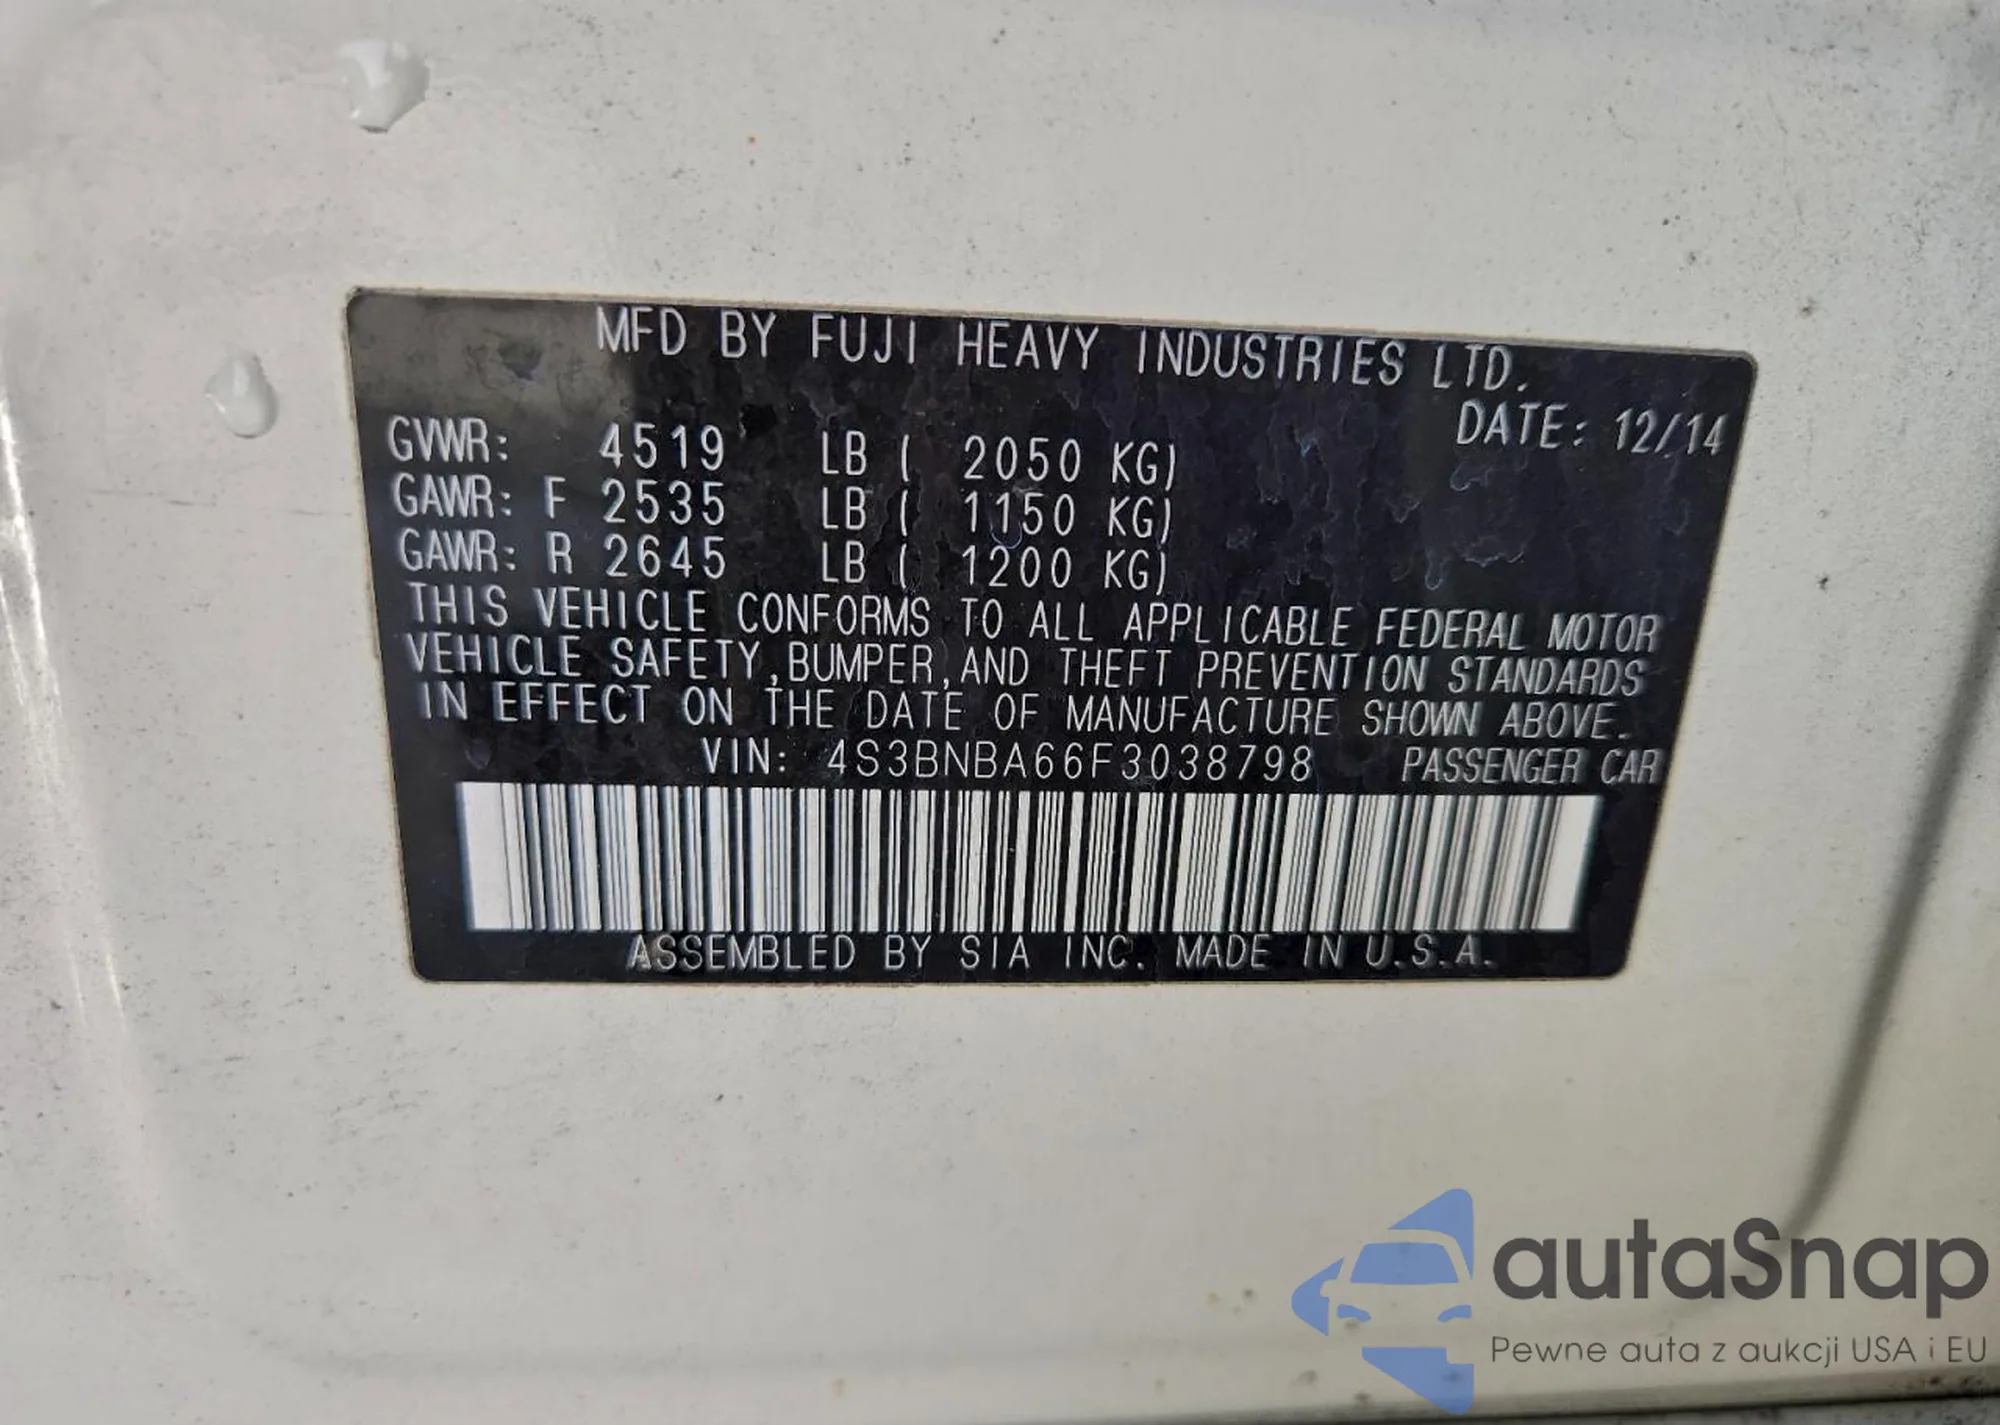 MFD BY FUJI HEAVY INDUSTRIES LTD.
DATE: 12/14
GVWR: 4519 LB ( 2050 KG)
GAWR: F 2535 LB ( 1150 KG)
GAWR: R 2645 LB ( 1200 KG)
THIS VEHICLE CONFORMS TO ALL APPLICABLE FEDERAL MOTOR
VEHICLE SAFETY, BUMPER, AND THEFT PREVENTION STANDARDS
IN EFFECT ON THE DATE OF MANUFACTURE SHOWN ABOVE.
VIN: 4S3BNBA66F3038798 PASSENGER CAR
ASSEMBLED BY SIA INC. MADE IN U.S.A.
autaSnap
Pewne auta z aukcji USA i EU